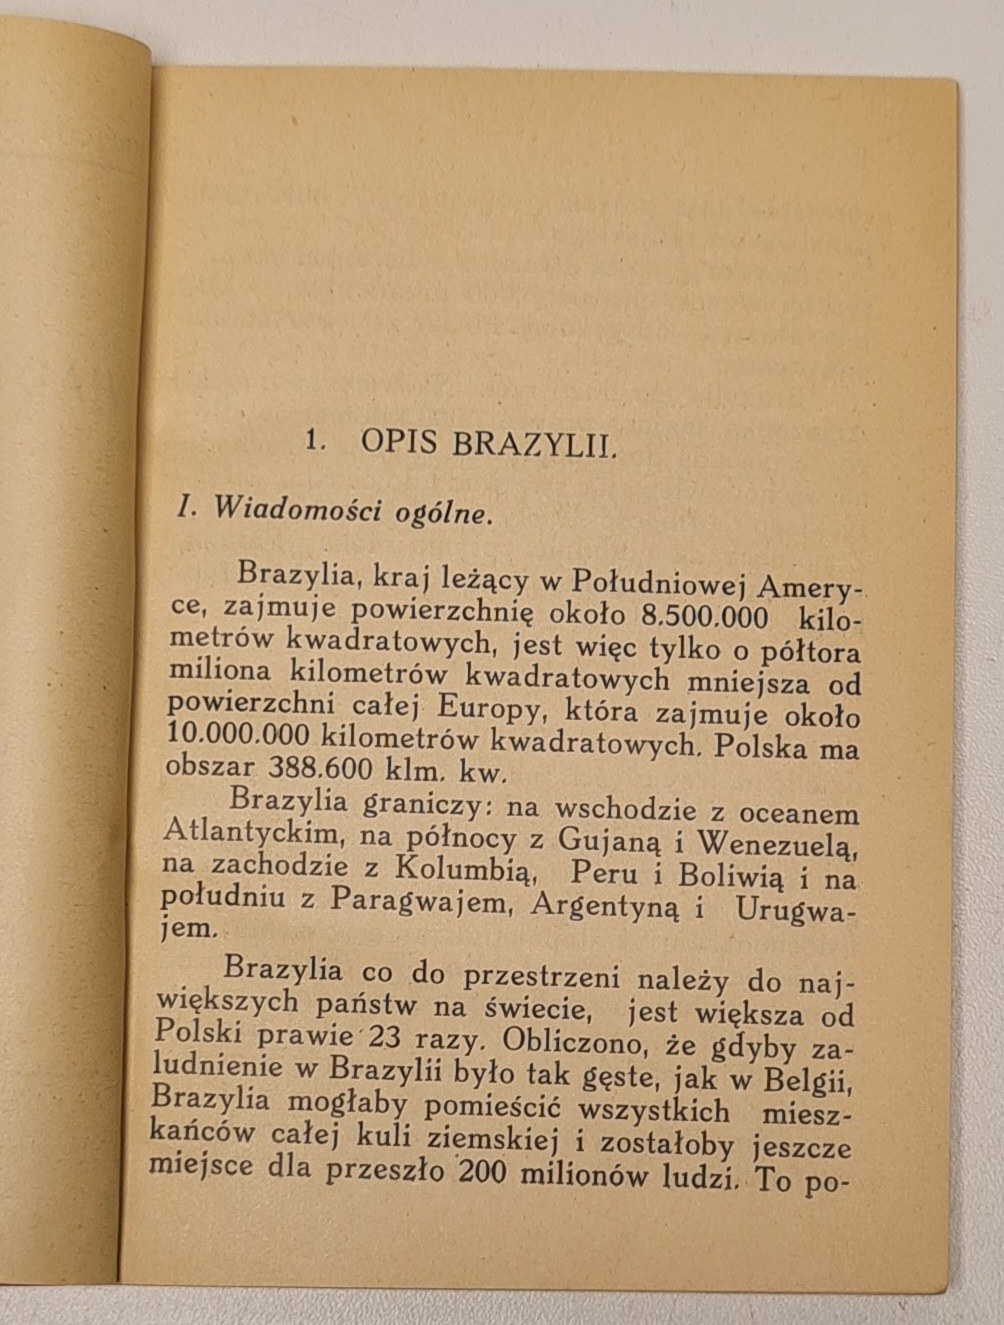 1. OPIS BRAZYLII.
I. Wiadomości ogólne.
Brazylia, kraj leżący w Południowej Amery-
ce, zajmuje powierzchnię około 8.500.000 kilo-
metrów kwadratowych, jest więc tylko o półtora
miliona kilometrów kwadratowych mniejsza od
powierzchni całej Europy, która zajmuje około
10.000.000 kilometrów kwadratowych. Polska ma
obszar 388.600 klm. kw.
Brazylia graniczy: na wschodzie z oceanem
Atlantyckim, na północy z Gujaną i Wenezuelą,
na zachodzie z Kolumbią, Peru i Boliwią i na
południu z Paragwajem, Argentyną i Urugwa-
jem.
Brazylia co do przestrzeni należy do naj-
większych państw na świecie, jest większa od
Polski prawie 23 razy. Obliczono, że gdyby za-
ludnienie w Brazylii było tak gęste, jak w Belgii,
Brazylia mogłaby pomieścić wszystkich miesz-
kańców całej kuli ziemskiej i zostałoby jeszcze
miejsce dla przeszło 200 milionów ludzi. To po-